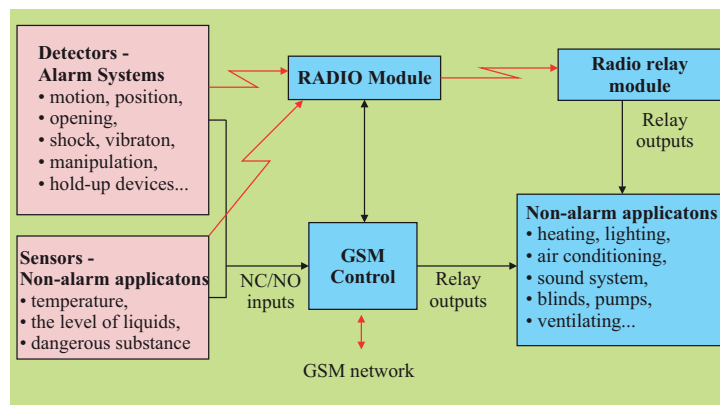 Detectors -
Alarm Systems
• motion, position,
• opening,
• shock, vibraton,
• manipulation,
• hold-up devices...
Sensors -
Non-alarm applicatons
• temperature,
• the level of liquids,
• dangerous substance
RADIO Module
NC/NO
inputs
GSM
Control
GSM network
Relay
outputs
Radio relay
module
Relay
outputs
Non-alarm applicatons
• heating, lighting,
• air conditioning,
• sound system,
• blinds, pumps,
• ventilating...